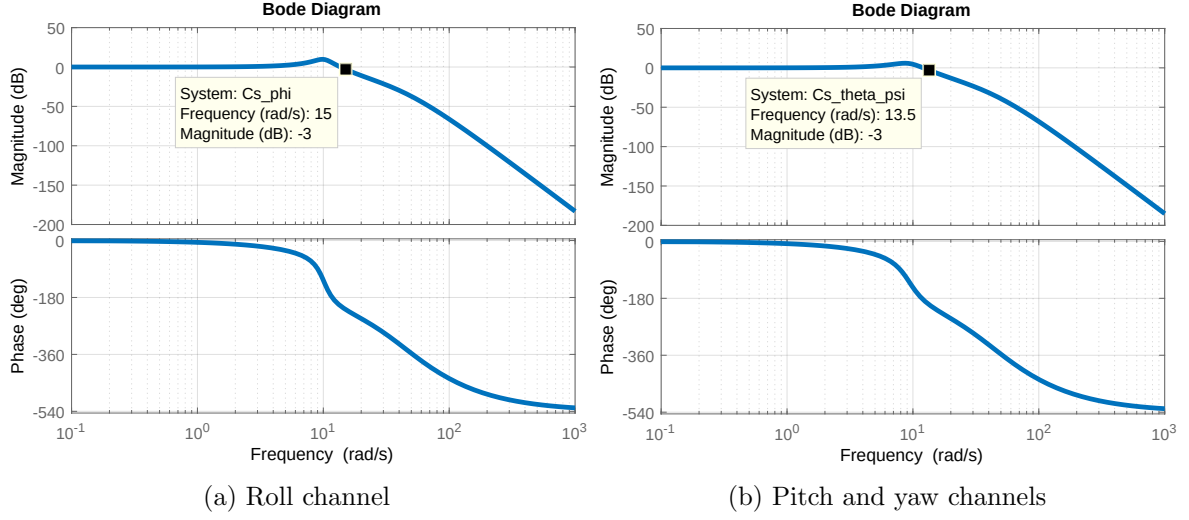 Bode Diagram
50
0
-50
-100
-150
-200
Magnitude (dB)
System: Cs_phi
Frequency (rad/s): 15
Magnitude (dB): -3
0
-180
-360
-540
Phase (deg)
10^-1
10^0
10^1
10^2
10^3
Frequency (rad/s)
(a) Roll channel
Bode Diagram
50
0
-50
-100
-150
-200
Magnitude (dB)
System: Cs_theta_psi
Frequency (rad/s): 13.5
Magnitude (dB): -3
0
-180
-360
-540
Phase (deg)
10^-1
10^0
10^1
10^2
10^3
Frequency (rad/s)
(b) Pitch and yaw channels